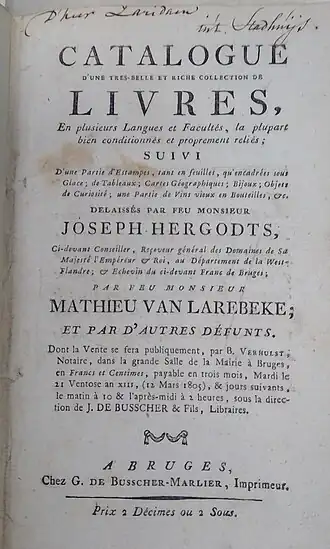 D'heer Laridaen
in't Stadhuijs.
CATALOGUE
D'UNE TRES-BELLE ET RICHE COLLECTION DE
LIVRES,
En plusieurs Langues et Facultés, la plupart
bien conditionnés et proprement reliés;
SUIVI
D'une Partie d'Estampes, tant en feuilles, qu'encadrées sous
Glace; de Tableaux; Cartes Géographiques; Bijoux; Objets
de Curiosité; une Partie de Vins vieux en Bouteilles, &c.
DELAISSÉS PAR FEU MONSIEUR
JOSEPH HERGODTS,
Ci-devant Conseiller, Receveur général des Domaines de Sa
Majesté l'Empéreur & Roi, au Département de la West-
Flandre; & Echevin du ci-devant Franc de Bruges;
PAR FEU MONSIEUR
MATHIEU VAN LAREBEKE;
ET PAR D'AUTRES DÉFUNTS.
Dont la Vente se fera publiquement, par B. VERHULST,
Notaire, dans la grande Salle de la Mairie à Bruges,
en Francs et Centimes, payable en trois mois, Mardi le
21 Ventose an XIII, (12 Mars 1805), & jours suivants,
le matin à 10 & l'après-midi à 2 heures, sous la direc-
tion de J. DE BUSSCHER & Fils, Libraires.
A BRUGES,
Chez G. DE BUSSCHER-MARLIER, Imprimeur.
Prix 2 Décimes ou 2 Sous.